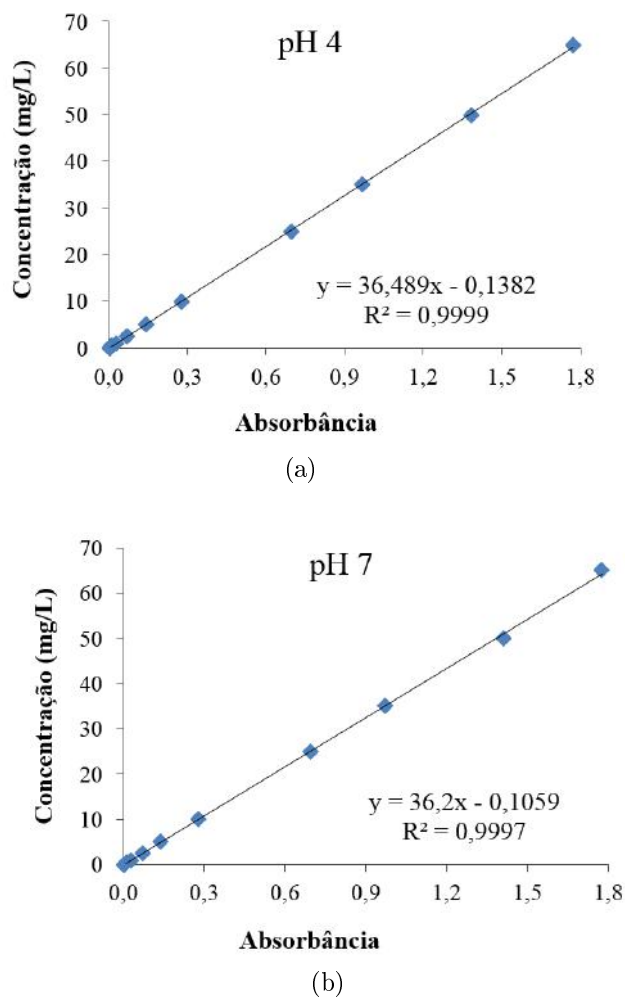 pH 4
Concentração (mg/L)
70
60
50
40
30
20
10
0
y = 36,489x - 0,1382
R² = 0,9999
0,0 0,3 0,6 0,9 1,2 1,5 1,8
Absorbância
(a)
pH 7
Concentração (mg/L)
70
60
50
40
30
20
10
0
y = 36,2x - 0,1059
R² = 0,9997
0,0 0,3 0,6 0,9 1,2 1,5 1,8
Absorbância
(b)